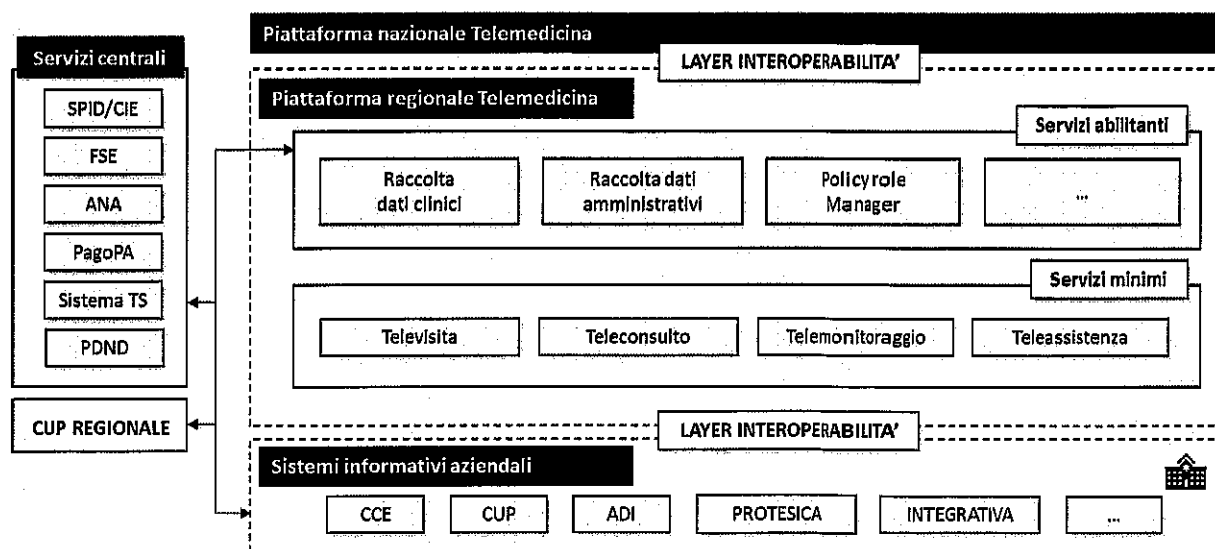 Piattaforma nazionale Telemedicina
Servizi centrali
LAYER INTEROPERABILITA'
SPID/CIE
FSE
ANA
PagoPA
Sistema TS
PDND
CUP REGIONALE
Piattaforma regionale Telemedicina
Servizi abilitanti
Raccolta
dati clinici
Raccolta dati
amministrativi
Policy role
Manager
...
Servizi minimi
Televisita
Teleconsulto
Telemonitoraggio
Teleassistenza
LAYER INTEROPERABILITA'
Sistemi informativi aziendali
CCE
CUP
ADI
PROTESICA
INTEGRATIVA
...